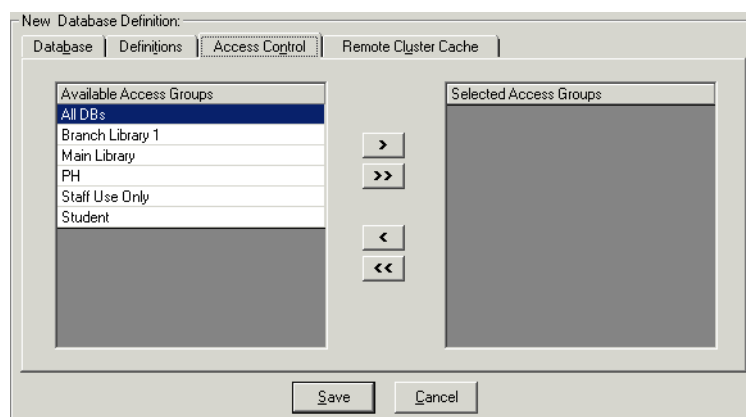 New Database Definition:
Database Definitions Access Control Remote Cluster Cache
Available Access Groups
All DBs
Branch Library 1
Main Library
PH
Staff Use Only
Student
>
>>
<
<<
Selected Access Groups
Save Cancel